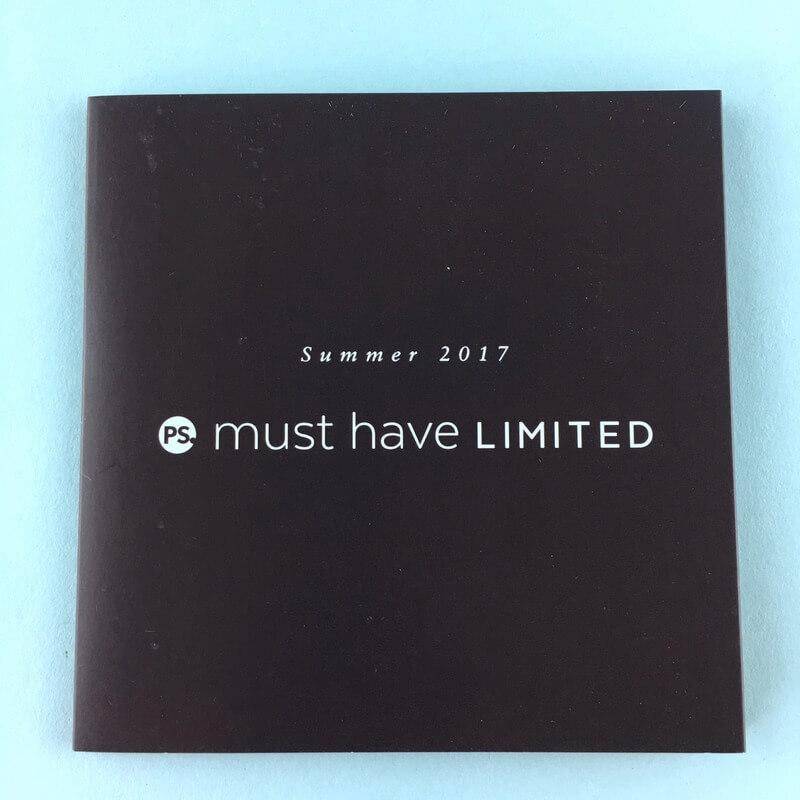 Summer 2017
PS. must have LIMITED